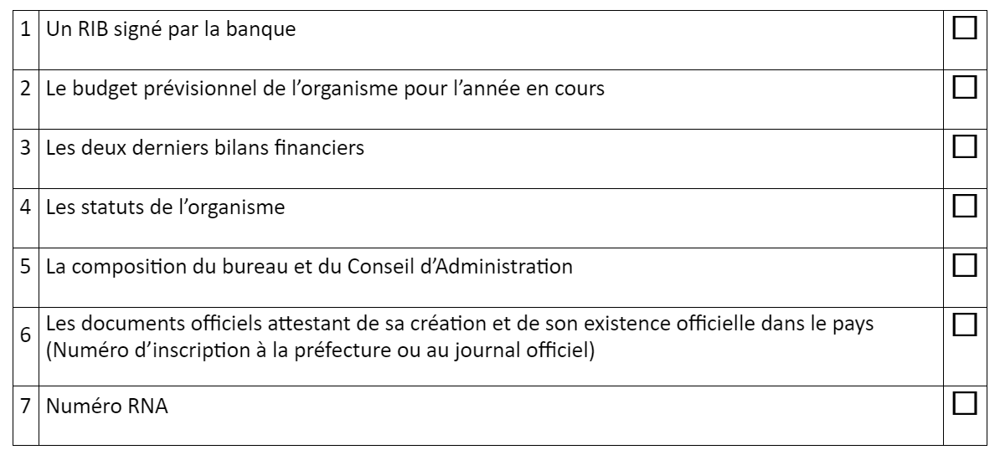 1 Un RIB signé par la banque
2 Le budget prévisionnel de l’organisme pour l’année en cours
3 Les deux derniers bilans financiers
4 Les statuts de l’organisme
5 La composition du bureau et du Conseil d’Administration
6 Les documents officiels attestant de sa création et de son existence officielle dans le pays
(Numéro d’inscription à la préfecture ou au journal officiel)
7 Numéro RNA